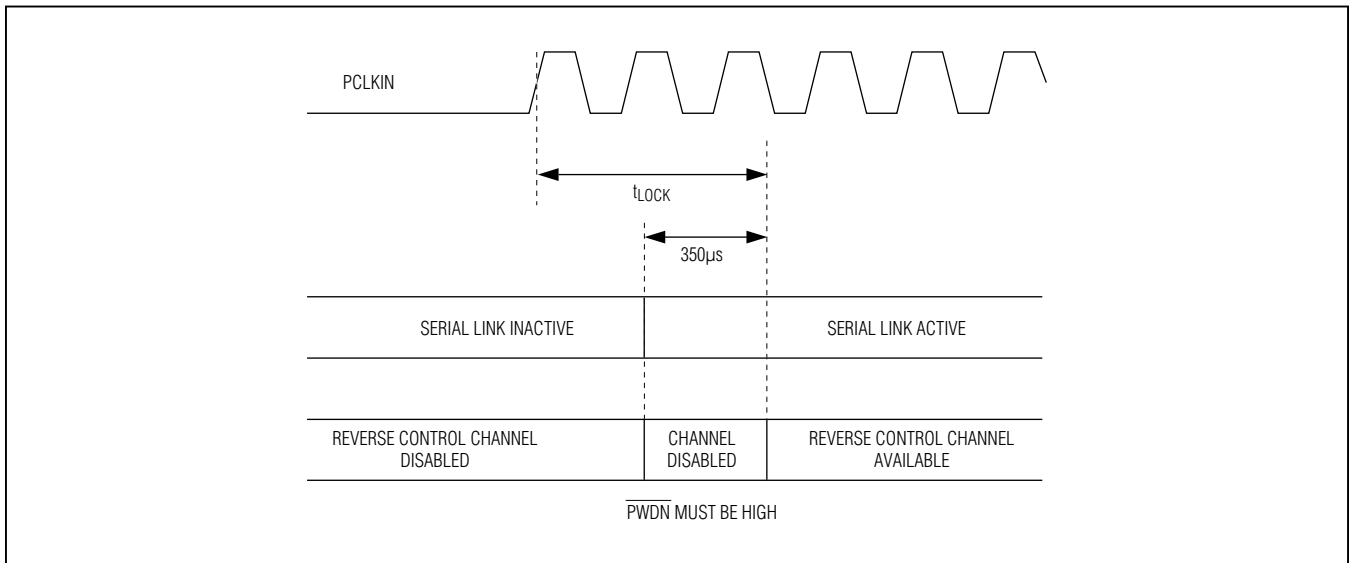 PCLKIN
tLOCK
350µs
SERIAL LINK INACTIVE
SERIAL LINK ACTIVE
REVERSE CONTROL CHANNEL
DISABLED
CHANNEL
DISABLED
REVERSE CONTROL CHANNEL
AVAILABLE
PWDN MUST BE HIGH